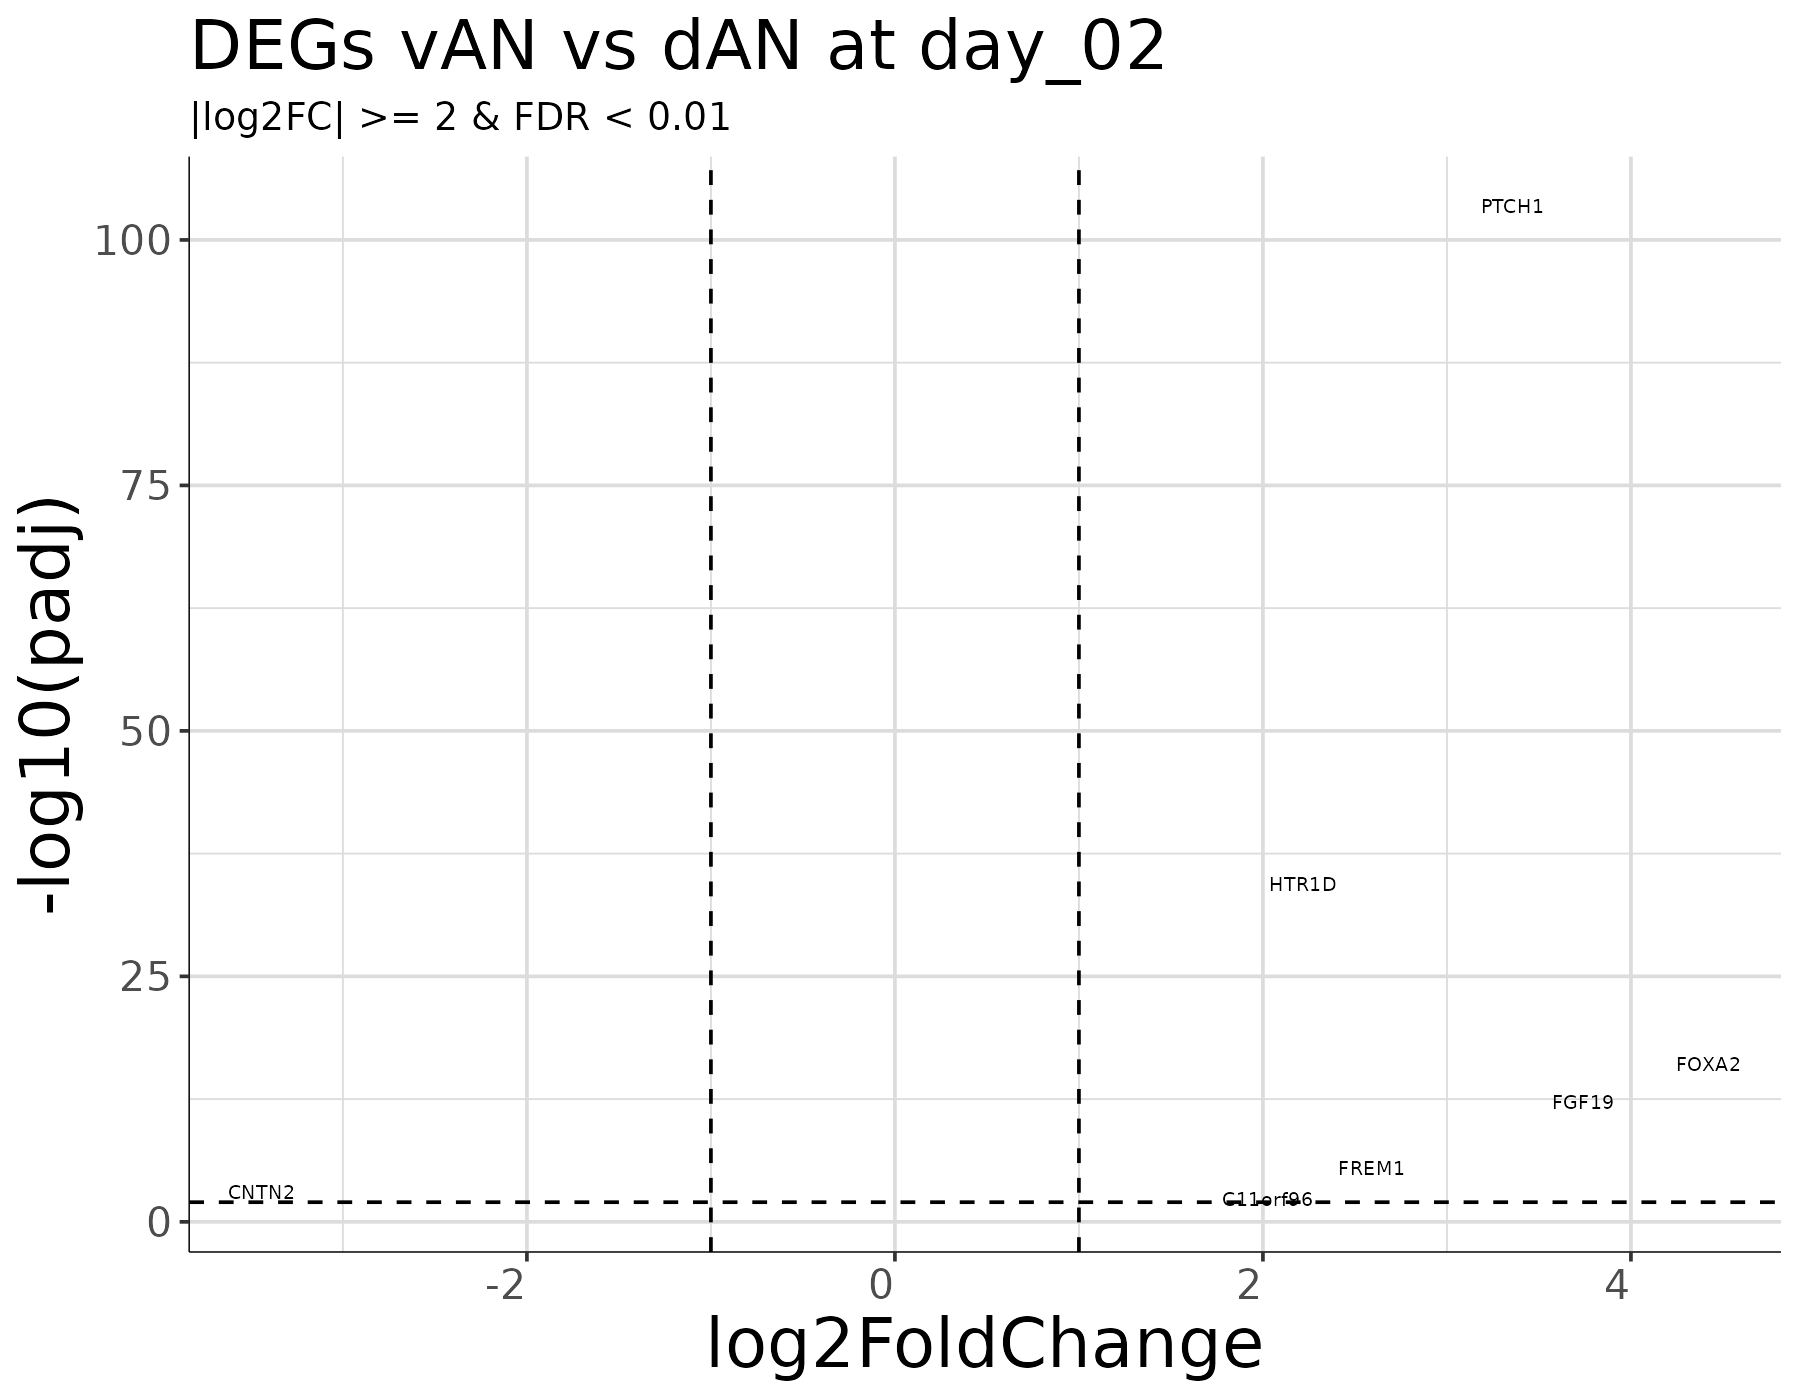 DEGs vAN vs dAN at day_02
|log2FC| >= 2 & FDR < 0.01
-log10(padj)
100
75
50
25
0
PTCH1
HTR1D
FOXA2
FGF19
FREM1
CNTN2
C11orf96
-2
0
2
4
log2FoldChange